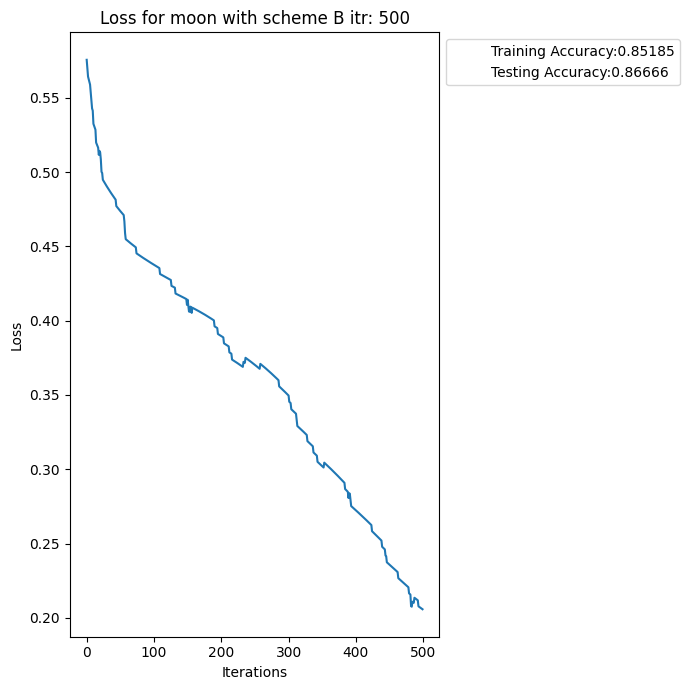 Loss for moon with scheme B itr: 500
Training Accuracy:0.85185
Testing Accuracy:0.86666
0.55
0.50
0.45
0.40
0.35
0.30
0.25
0.20
Loss
0 100 200 300 400 500
Iterations